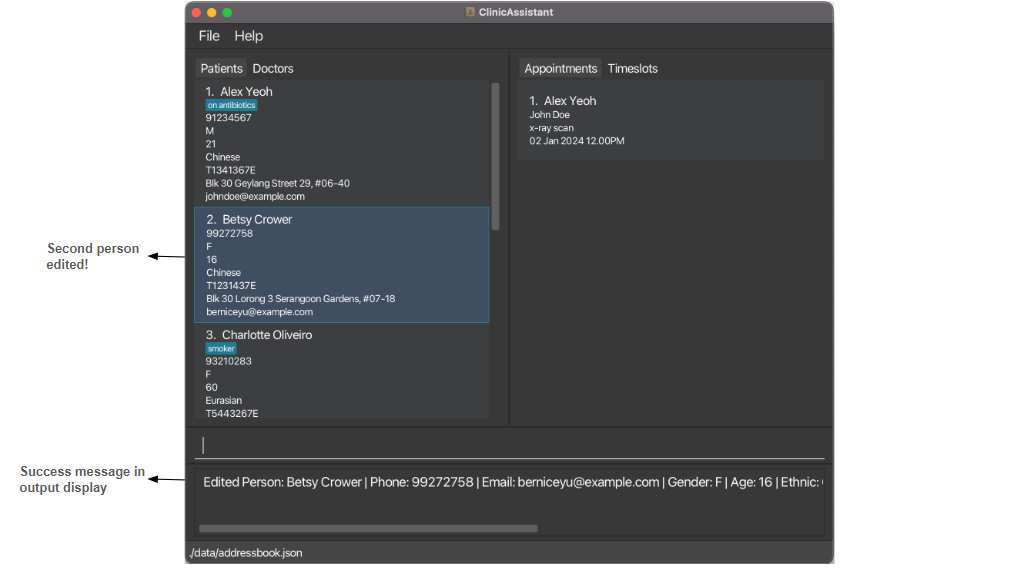 ClinicAssistant
File Help
Patients Doctors
1. Alex Yeoh
on antibiotics
91234567
M
21
Chinese
T1341367E
Blk 30 Geylang Street 29, #06-40
johndoe@example.com
2. Betsy Crower
99272758
F
16
Chinese
T1231437E
Blk 30 Lorong 3 Serangoon Gardens, #07-18
berniceyu@example.com
3. Charlotte Oliveiro
smoker
93210283
F
60
Eurasian
T5443267E
Appointments Timeslots
1. Alex Yeoh
John Doe
x-ray scan
02 Jan 2024 12.00PM
Second person
edited!
Success message in
output display
Edited Person: Betsy Crower | Phone: 99272758 | Email: berniceyu@example.com | Gender: F | Age: 16 | Ethnic:
./data/addressbook.json